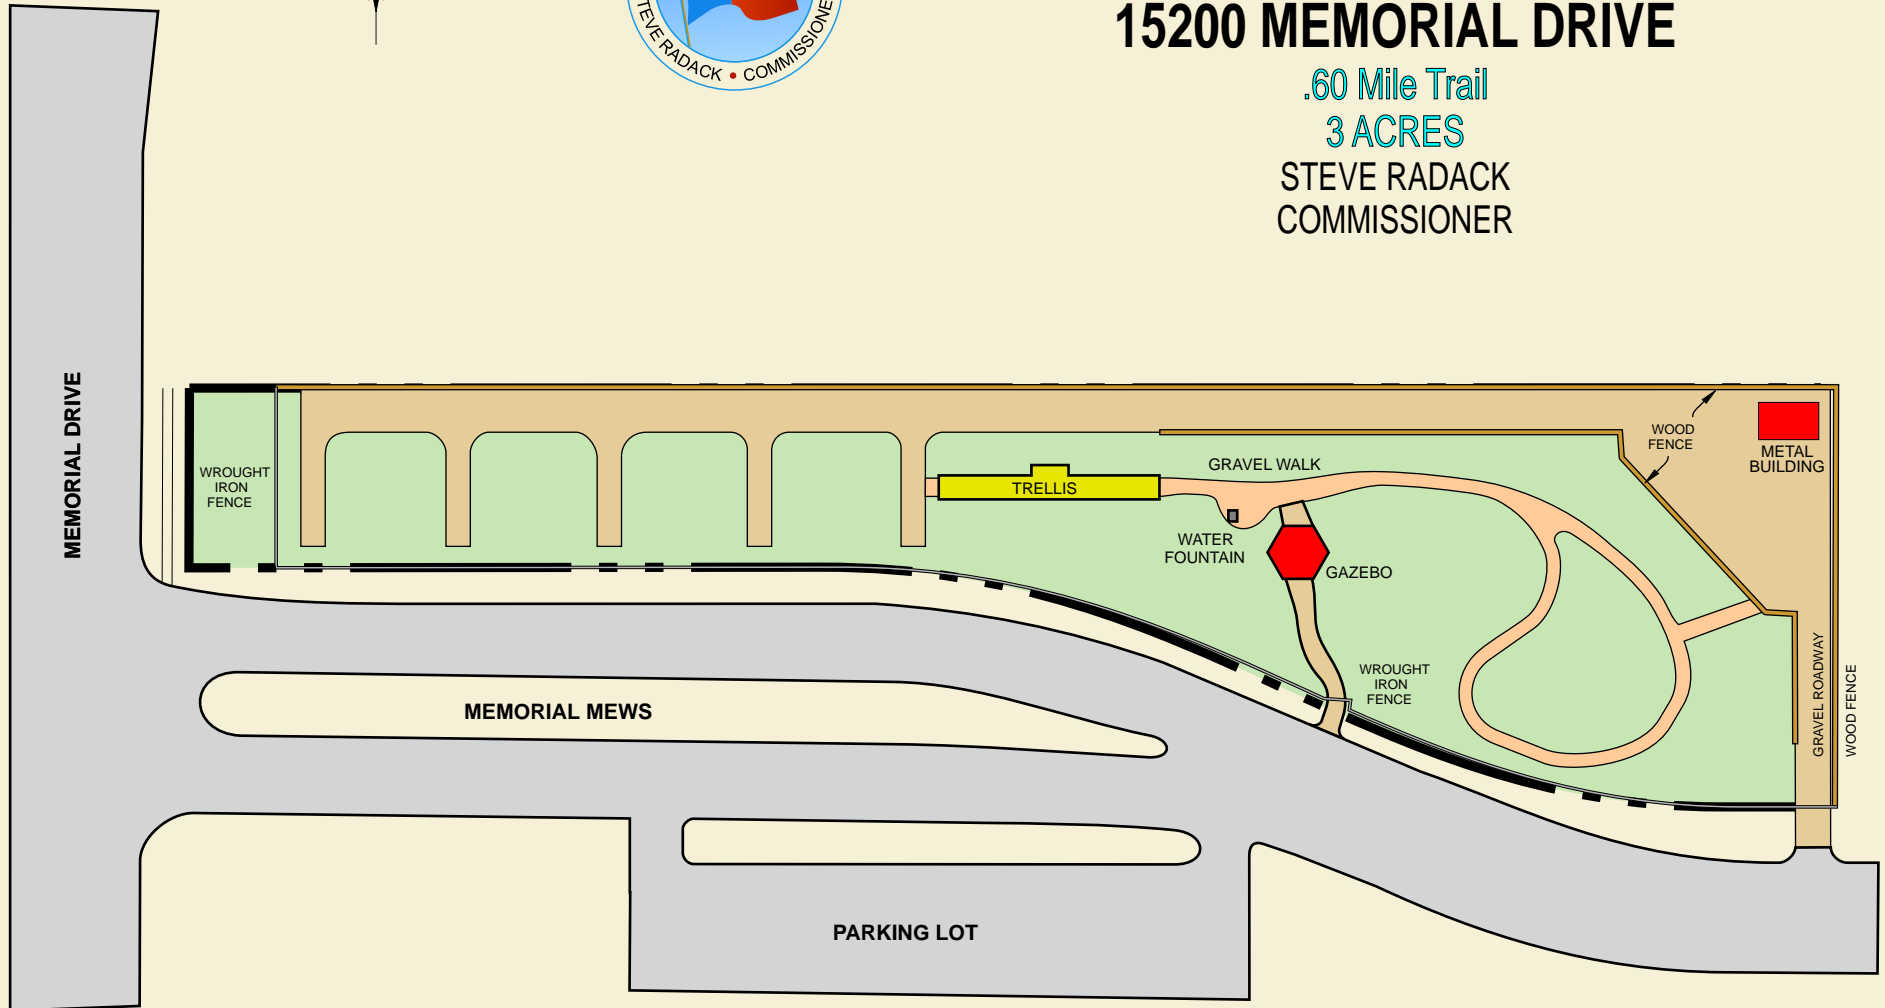 15200 MEMORIAL DRIVE
.60 Mile Trail
3 ACRES
STEVE RADACK
COMMISSIONER
RADACK • COMMISSIONE
MEMORIAL DRIVE
WROUGHT
IRON
FENCE
TRELLIS
GRAVEL WALK
WATER
FOUNTAIN
GAZEBO
WOOD
FENCE
METAL
BUILDING
WROUGHT
IRON
FENCE
GRAVEL ROADWAY
WOOD FENCE
MEMORIAL MEWS
PARKING LOT